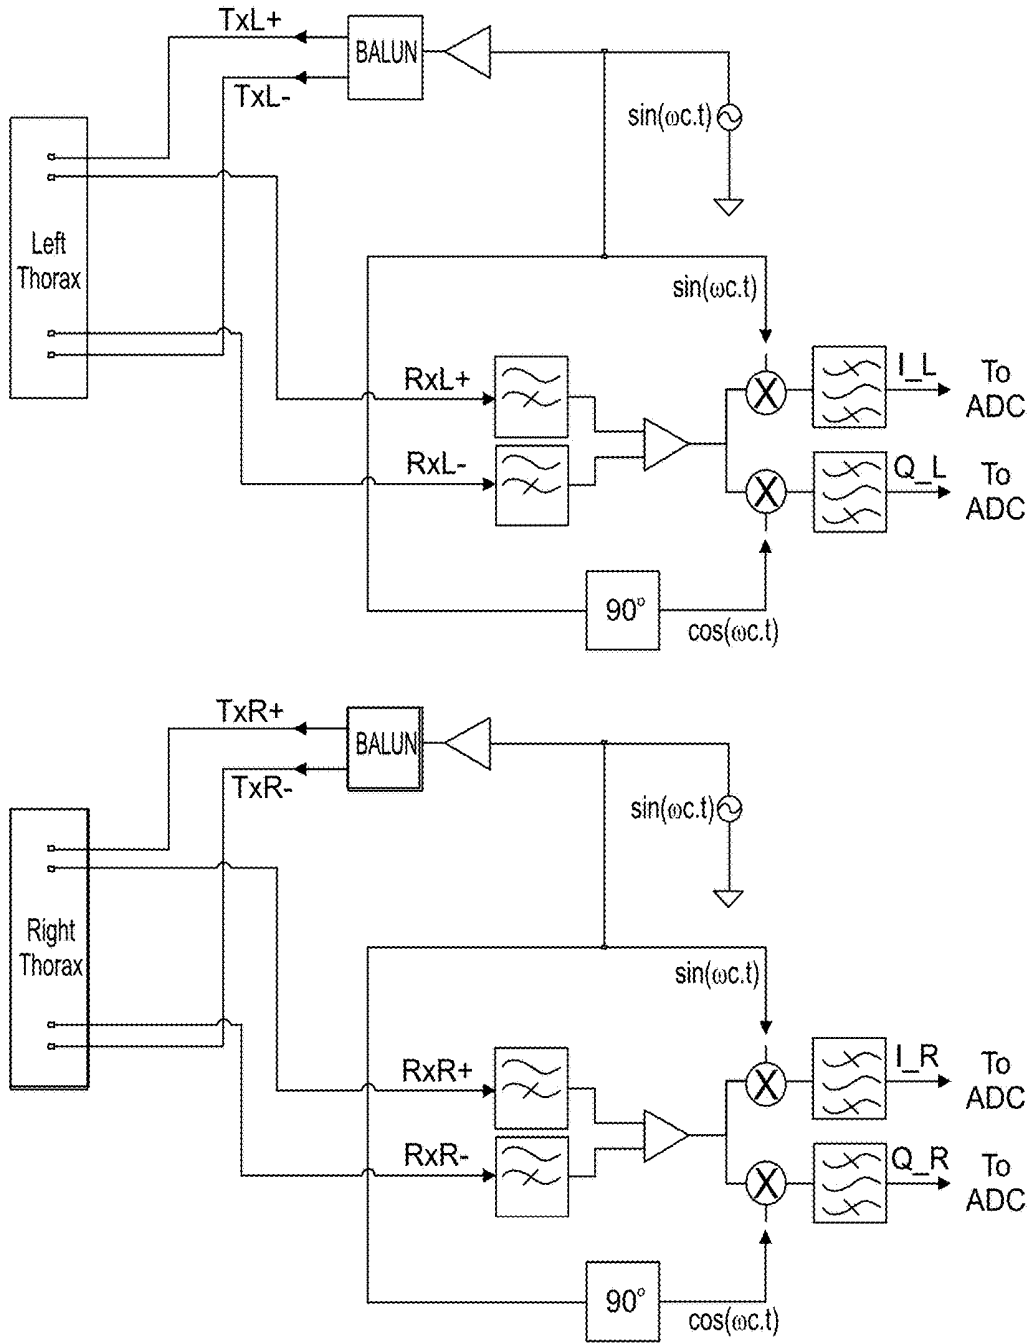 TxL+
BALUN
TxL-
sin(ωc.t)
Left
Thorax
sin(ωc.t)
RxL+
I_L
To
ADC
RxL-
X
Q_L
To
ADC
X
90°
cos(ωc.t)
TxR+
BALUN
TxR-
sin(ωc.t)
Right
Thorax
sin(ωc.t)
RxR+
I_R
To
ADC
X
RxR-
Q_R
To
ADC
X
90°
cos(ωc.t)